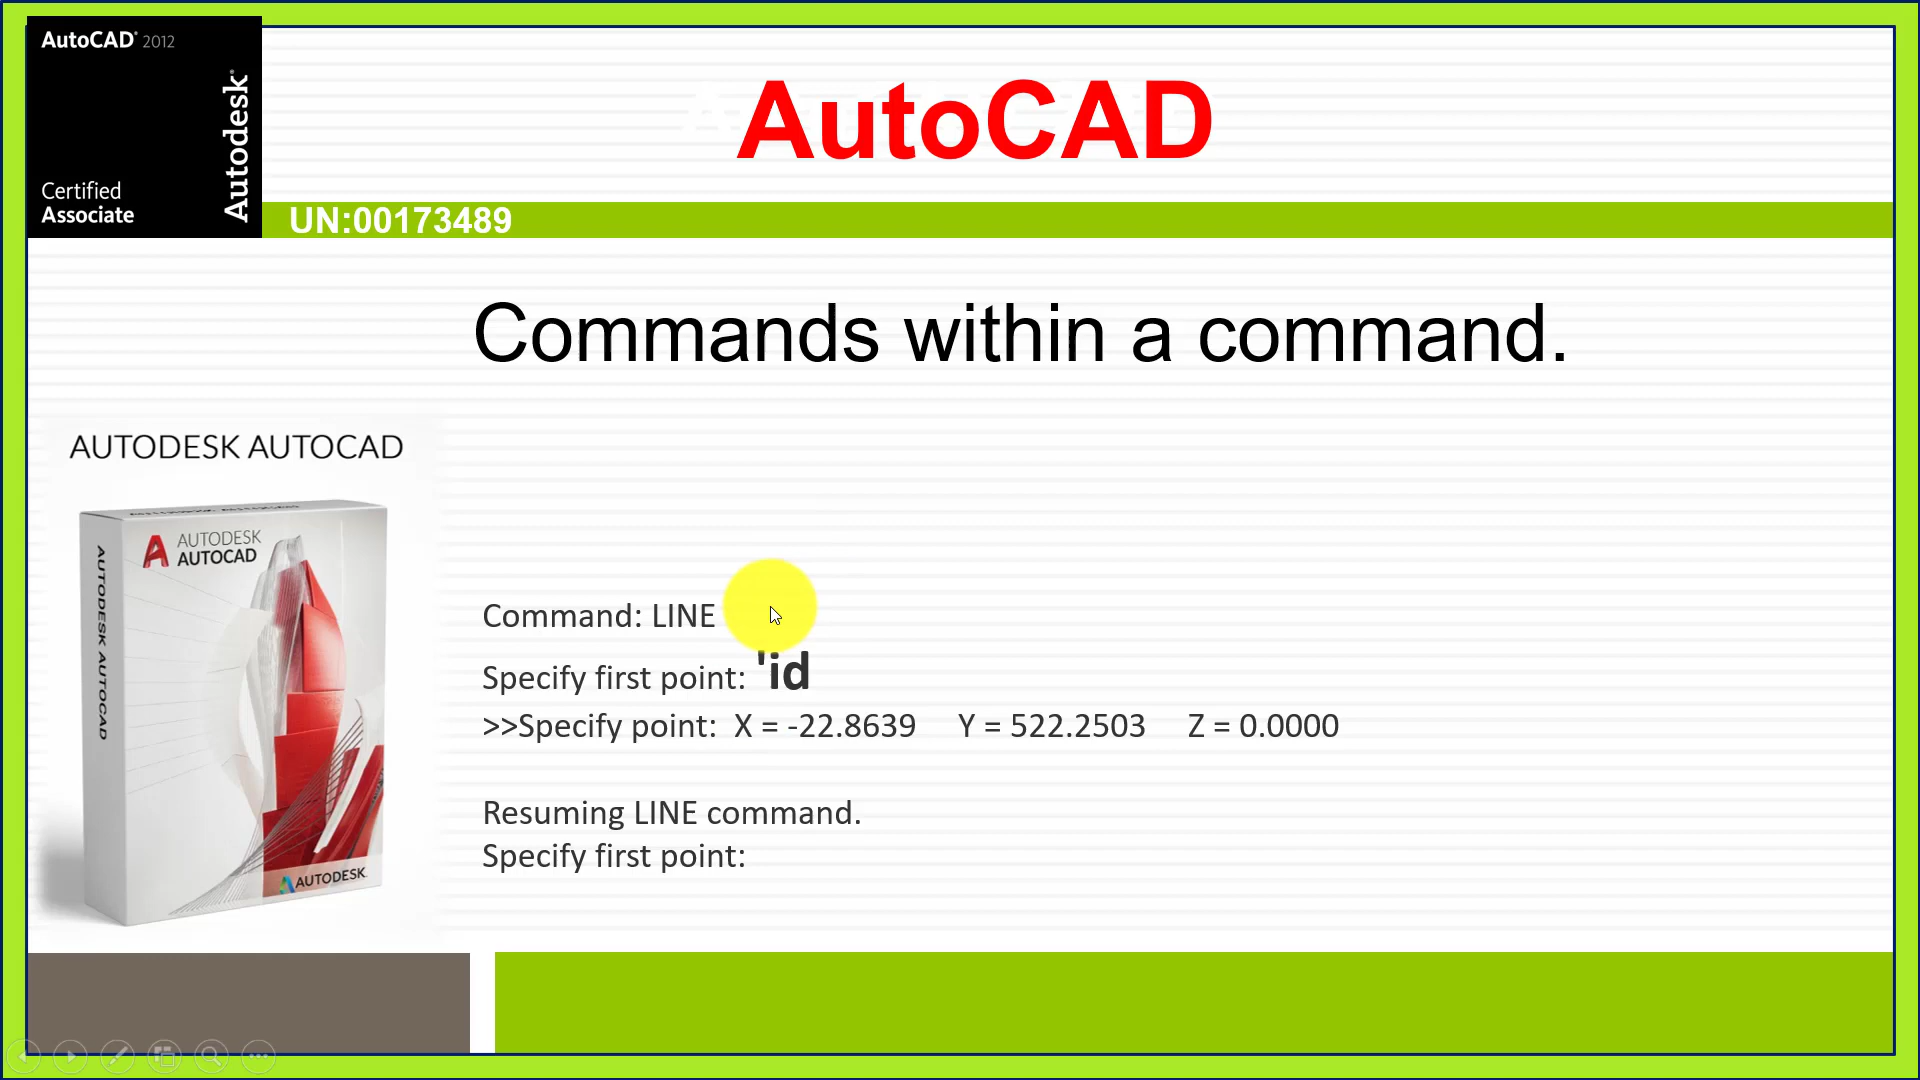 AutoCAD® 2012
Autodesk®
Certified
Associate
AutoCAD
UN:00173489
Commands within a command.
AUTODESK AUTOCAD
AUTODESK
AUTOCAD
AUTODESK AUTOCAD
AUTODESK.
Command: LINE
Specify first point: 'id
>>Specify point:  X = -22.8639     Y = 522.2503     Z = 0.0000
Resuming LINE command.
Specify first point: